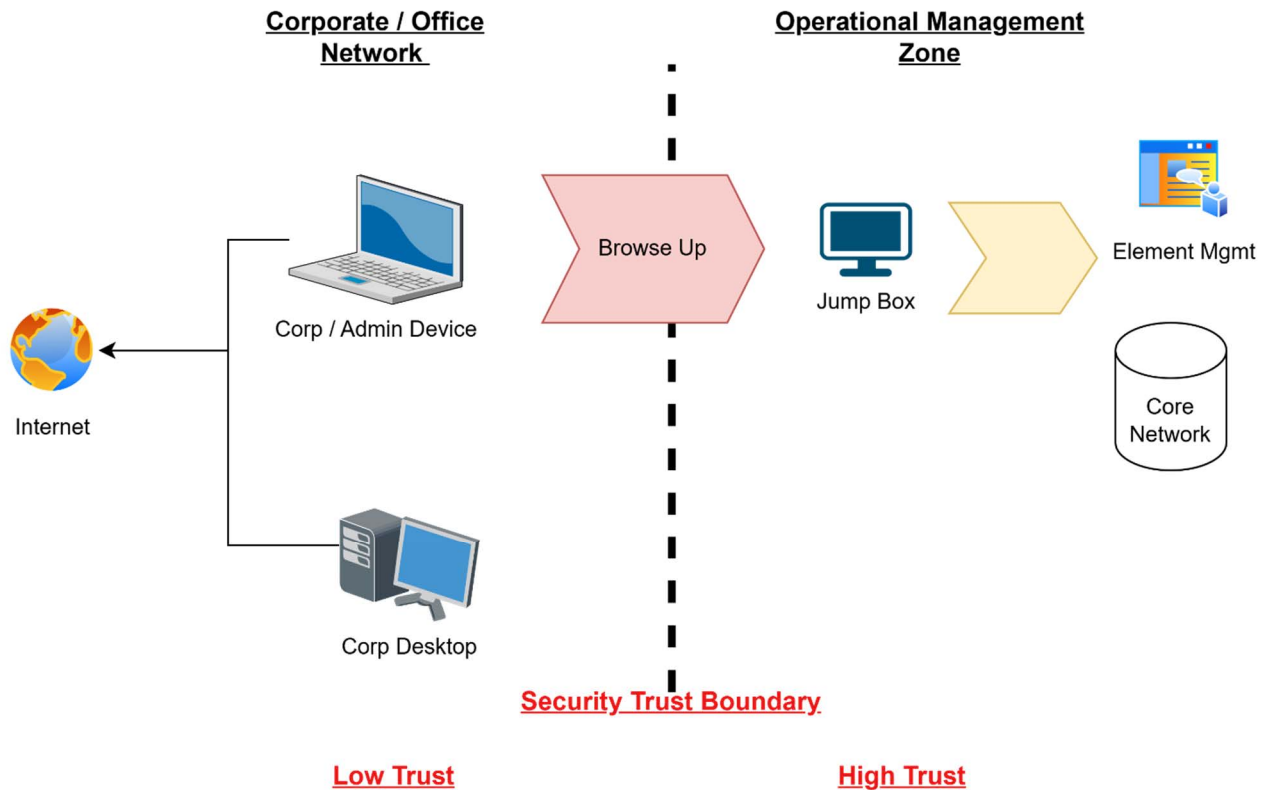 Corporate / Office
Network
Operational Management
Zone
Browse Up
Element Mgmt
Jump Box
Corp / Admin Device
Internet
Core
Network
Corp Desktop
Security Trust Boundary
Low Trust
High Trust